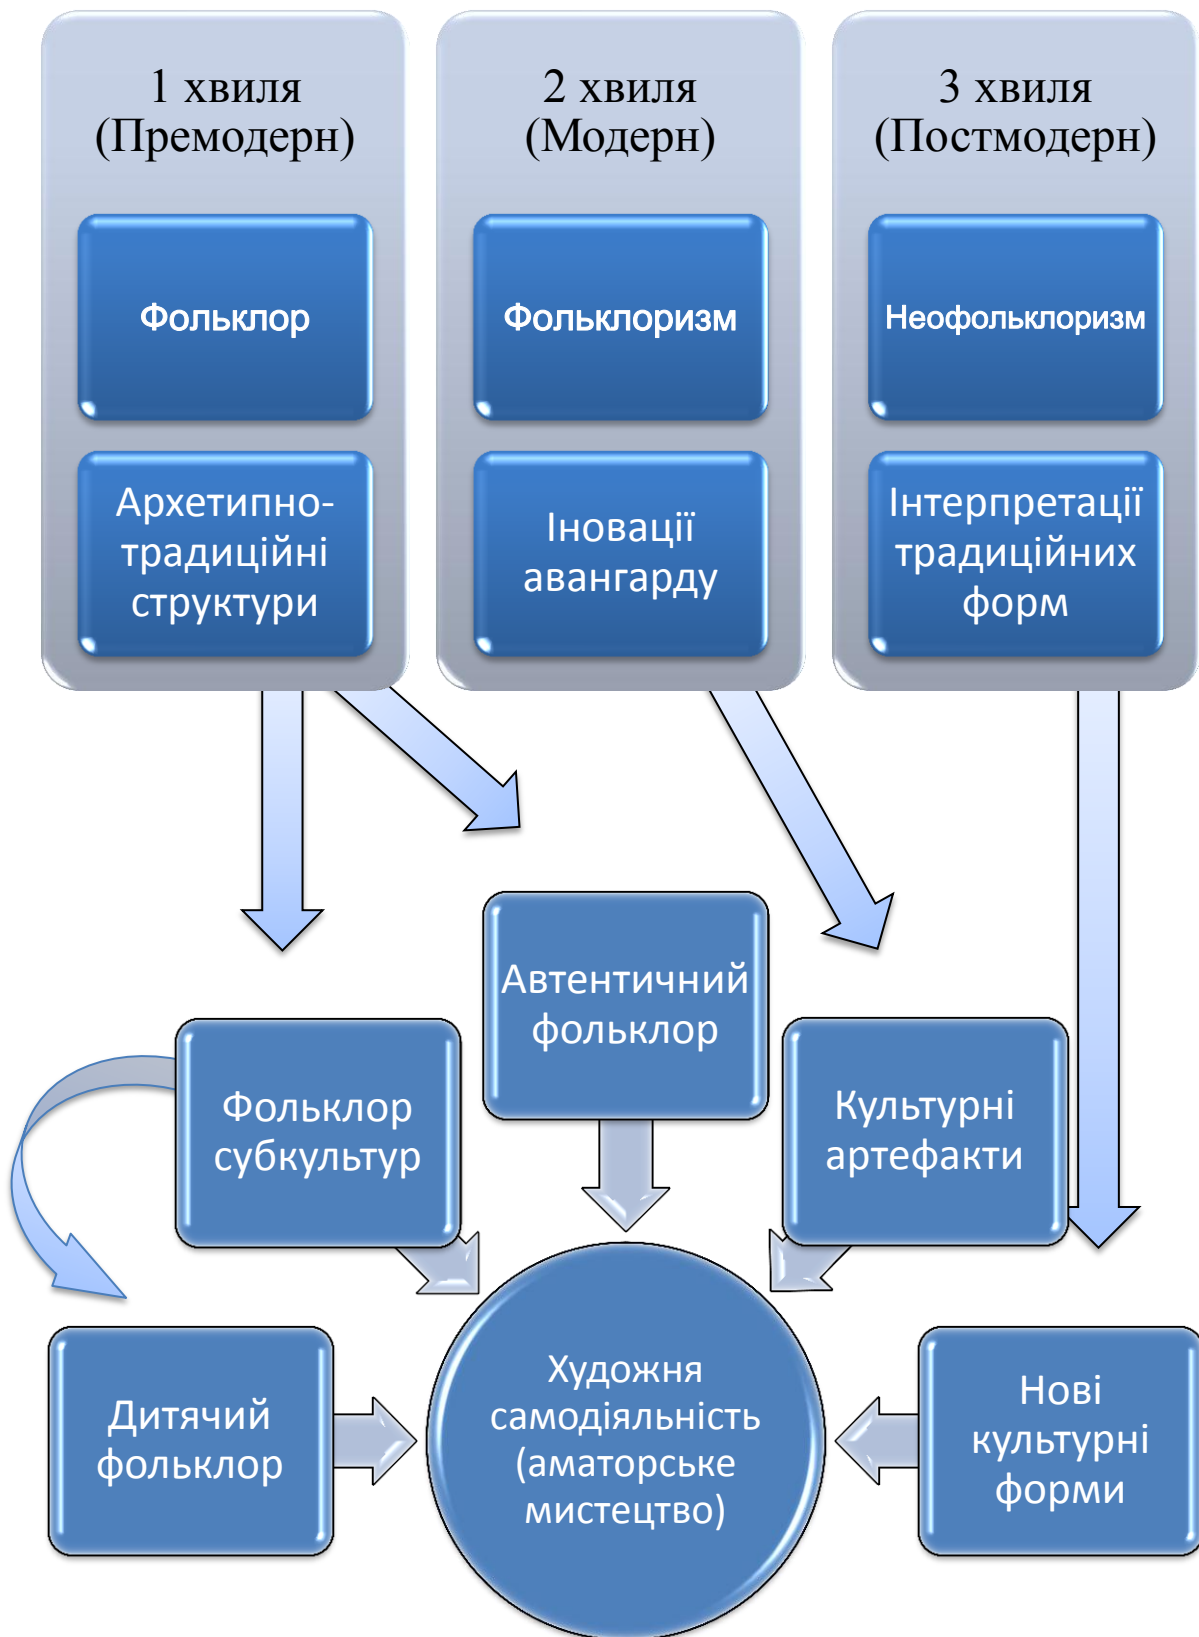 1 хвиля
(Премодерн)
Фольклор
Архетипно-
традиційні
структури
2 хвиля
(Модерн)
Фольклоризм
Іновації
авангарду
3 хвиля
(Постмодерн)
Неофольклоризм
Інтерпретації
традиційних
форм
Автентичний
фольклор
Фольклор
субкультур
Культурні
артефакти
Дитячий
фольклор
Художня
самодіяльність
(аматорське
мистецтво)
Нові
культурні
форми